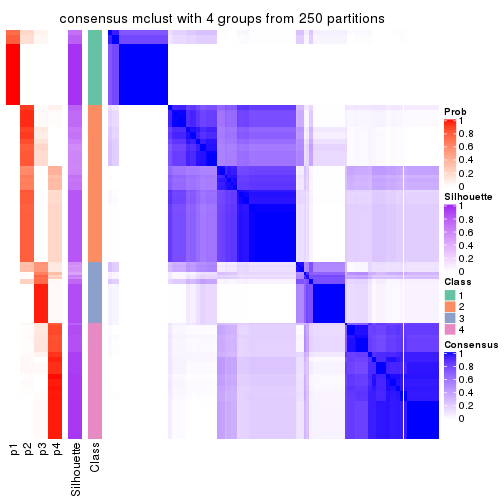 consensus mclust with 4 groups from 250 partitions
Prob
1
0.8
0.6
0.4
0.2
0
Silhouette
1
0.8
0.6
0.4
0.2
0
Class
1
2
3
4
Consensus
1
0.8
0.6
0.4
0.2
0
p1
p2
p3
p4
Silhouette
Class